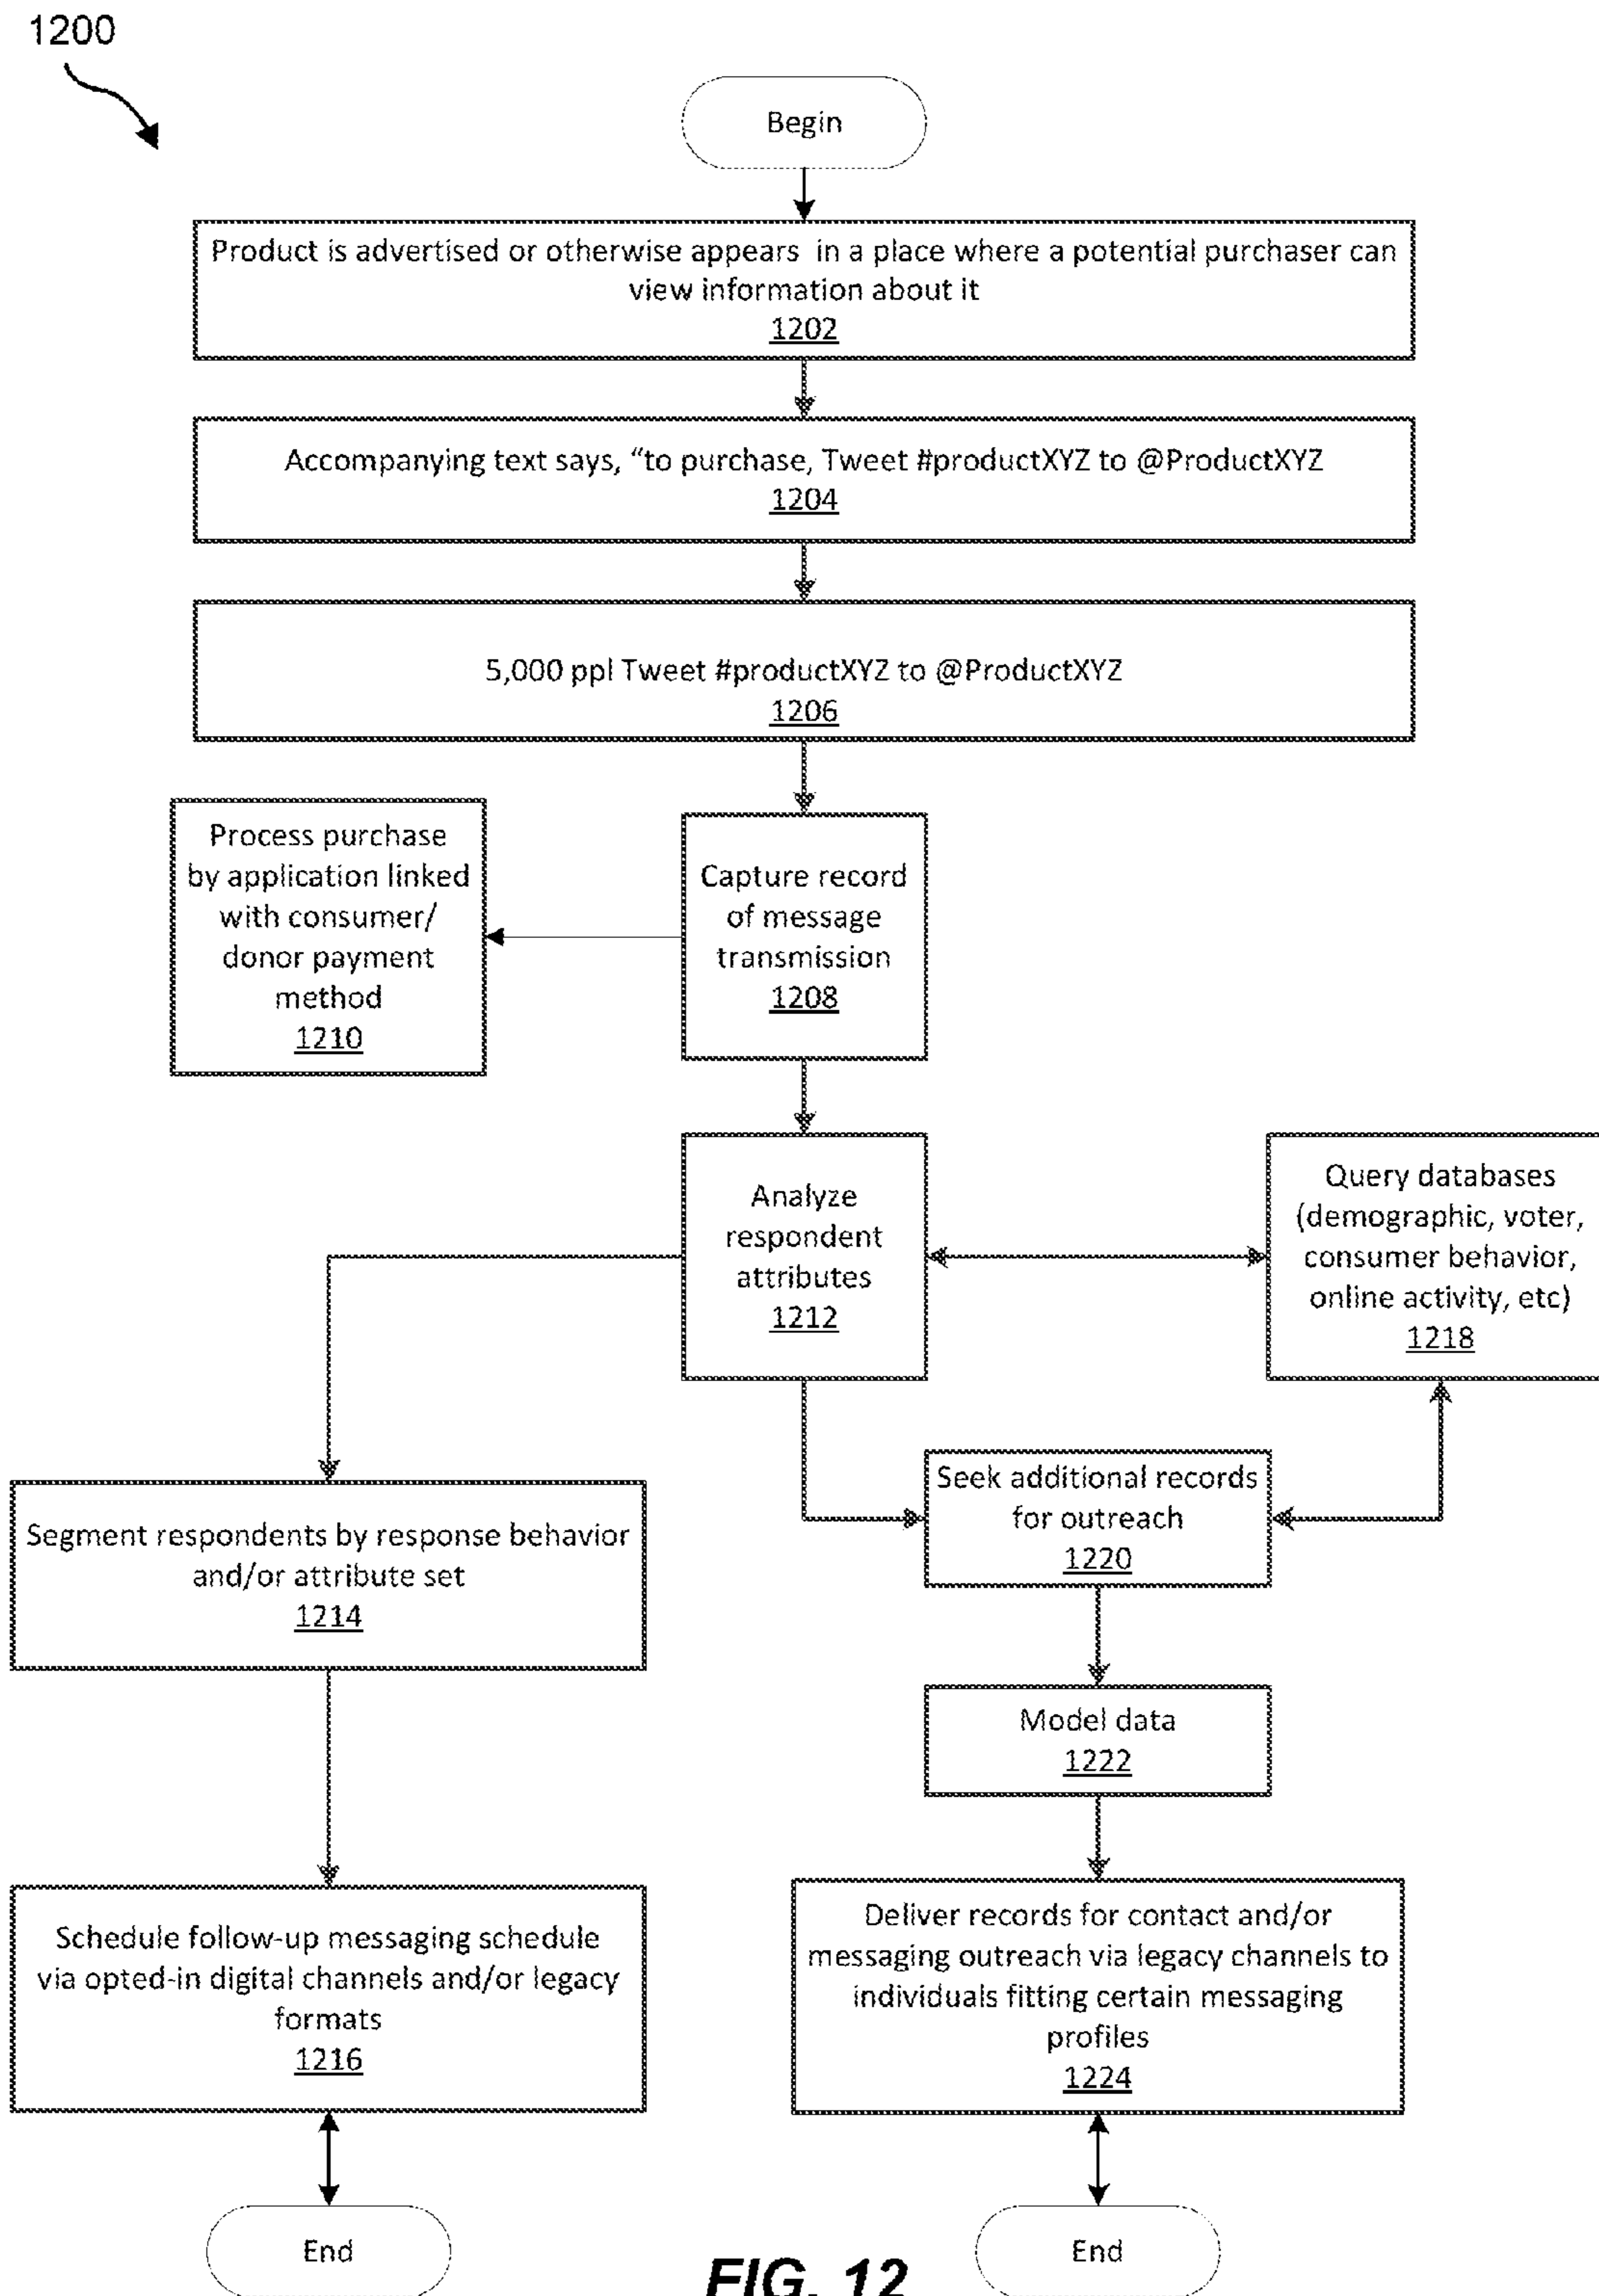 1200
Begin
Product is advertised or otherwise appears in a place where a potential purchaser can
view information about it
1202
Accompanying text says, “to purchase, Tweet #productXYZ to @ProductXYZ
1204
5,000 ppl Tweet #productXYZ to @ProductXYZ
1206
Process purchase
by application linked
with consumer/
donor payment
method
1210
Capture record
of message
transmission
1208
Analyze
respondent
attributes
1212
Query databases
(demographic, voter,
consumer behavior,
online activity, etc)
1218
Seek additional records
for outreach
1220
Segment respondents by response behavior
and/or attribute set
1214
Model data
1222
Schedule follow-up messaging schedule
via opted-in digital channels and/or legacy
formats
1216
Deliver records for contact and/or
messaging outreach via legacy channels to
individuals fitting certain messaging
profiles
1224
End
End
FIG. 12